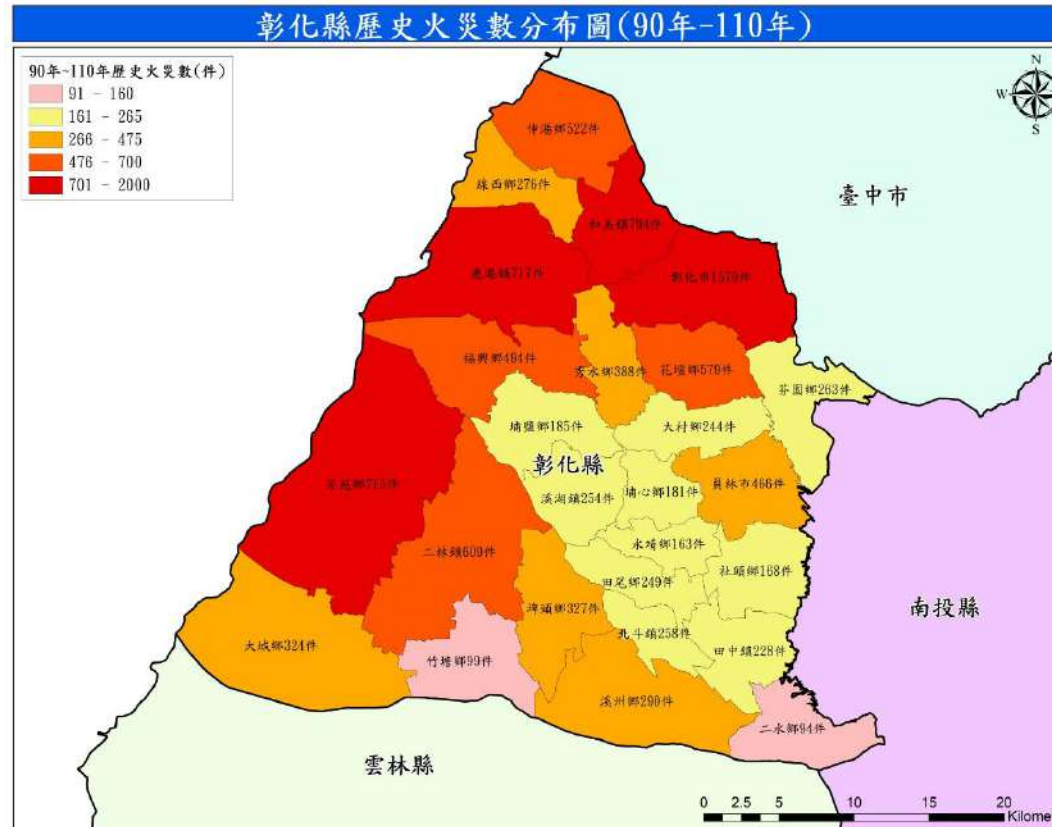 彰化縣歷史火災數分布圖(90年-110年)
90年~110年歷史火災數(件)
91 - 160
161 - 265
266 - 475
476 - 700
701 - 2000
N
W
E
S
臺中市
伸港鄉522件
線西鄉276件
和美鎮794件
鹿港鎮717件
彰化市1579件
福興鄉494件
秀水鄉388件
花壇鄉579件
芬園鄉263件
埔鹽鄉185件
大村鄉244件
彰化縣
芳苑鄉715件
溪湖鎮254件
埔心鄉181件
員林市466件
二林鎮609件
永靖鄉163件
社頭鄉168件
田尾鄉249件
埤頭鄉327件
北斗鎮258件
田中鎮228件
南投縣
大城鄉324件
竹塘鄉99件
溪州鄉290件
二水鄉94件
雲林縣
0 2.5 5 10 15 20
Kilome